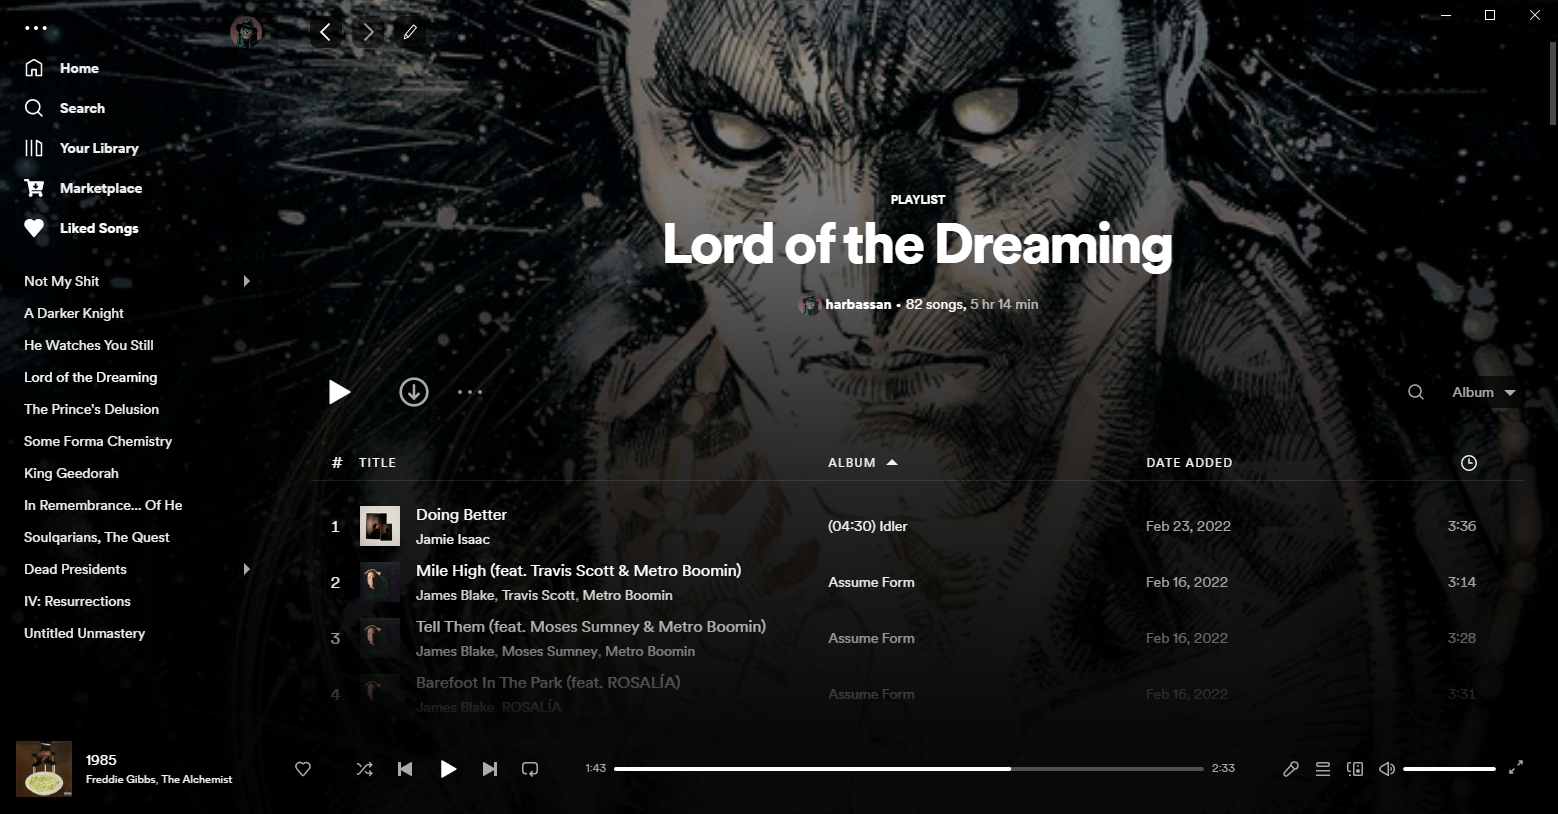 Home
Search
Your Library
Marketplace
Liked Songs
Not My Shit
A Darker Knight
He Watches You Still
Lord of the Dreaming
The Prince's Delusion
Some Forma Chemistry
King Geedorah
In Remembrance... Of He
Soulqarians, The Quest
Dead Presidents
IV: Resurrections
Untitled Unmastery
PLAYLIST
Lord of the Dreaming
harbassan • 82 songs, 5 hr 14 min
Album
# TITLE ALBUM DATE ADDED
1 Doing Better (04:30) Idler Feb 23, 2022 3:36
Jamie Isaac
2 Mile High (feat. Travis Scott & Metro Boomin) Assume Form Feb 16, 2022 3:14
James Blake, Travis Scott, Metro Boomin
3 Tell Them (feat. Moses Sumney & Metro Boomin) Assume Form Feb 16, 2022 3:28
James Blake, Moses Sumney, Metro Boomin
4 Barefoot In The Park (feat. ROSALÍA) Assume Form Feb 16, 2022 3:31
James Blake, ROSALÍA
1985
Freddie Gibbs, The Alchemist
1:43 2:33